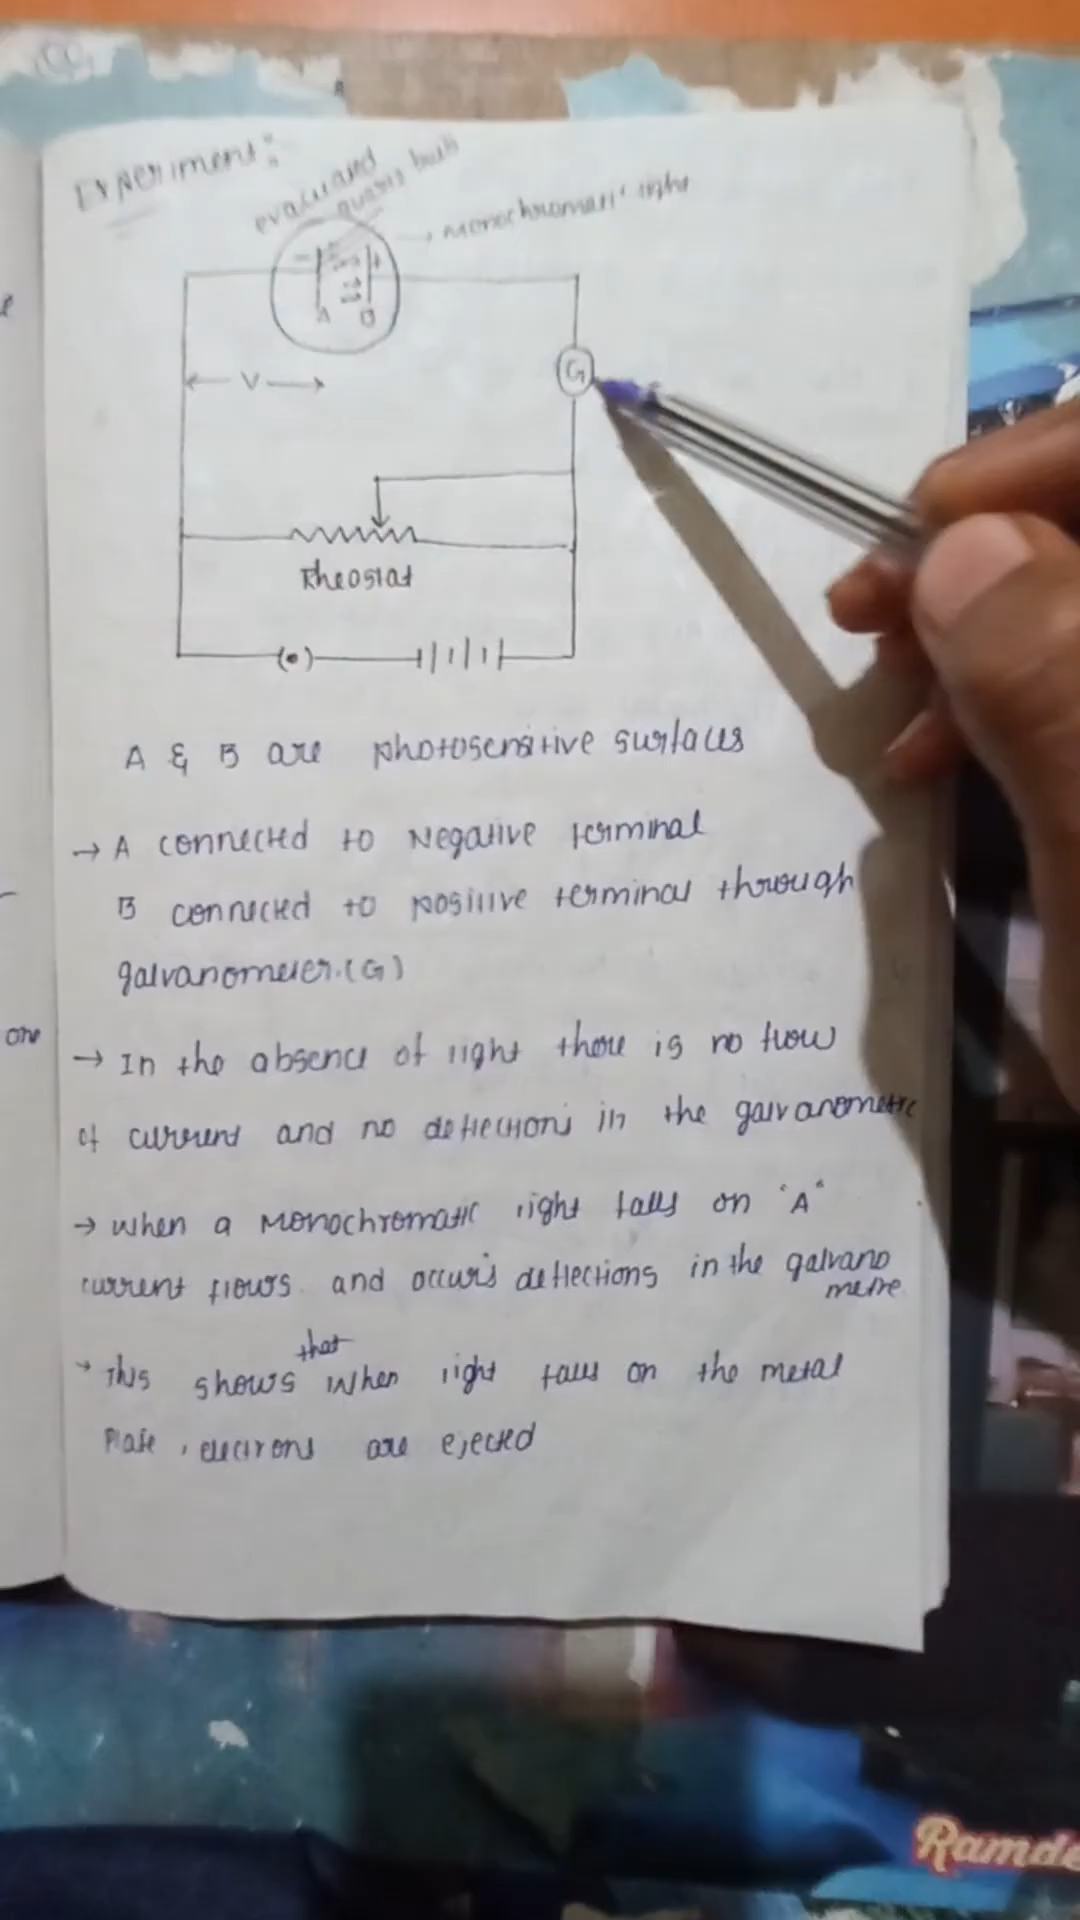 Experiment:
evacuated
quartz bulb
→ Monochromatic light
- +
A B
← V →
G
Rheostat
(•)
A & B are photosensitive surfaces
→ A connected to Negative terminal
B connected to positive terminal through
galvanometer.(G)
→ In the absence of light there is no flow
of current and no deflections in the galvanometre
→ when a Monochromatic light falls on "A"
current flows. and occurs deflections in the galvano
metre.
that
→ This shows when light falls on the metal
Plate, electrons are ejected
one
Ramde